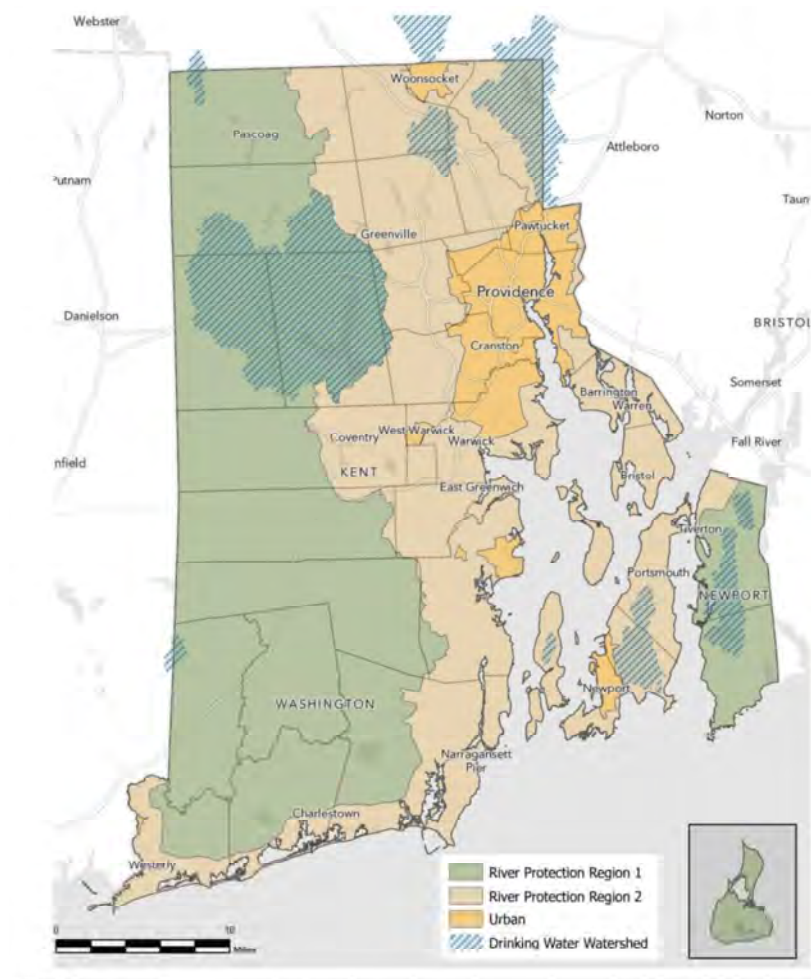 Webster
Woonsocket
Norton
Pascoag
Attleboro
Putnam
Taun
Pawtucket
Greenville
Providence
Danielson
BRISTOL
Cranston
Somerset
Barrington
Warren
West Warwick
Coventry
Warwick
Fall River
nfield
KENT
Bristol
East Greenwich
Tiverton
Portsmouth
NEWPORT
Newport
WASHINGTON
Narragansett
Pier
Charlestown
Westerly
River Protection Region 1
River Protection Region 2
Urban
Drinking Water Watershed
0 10
Miles